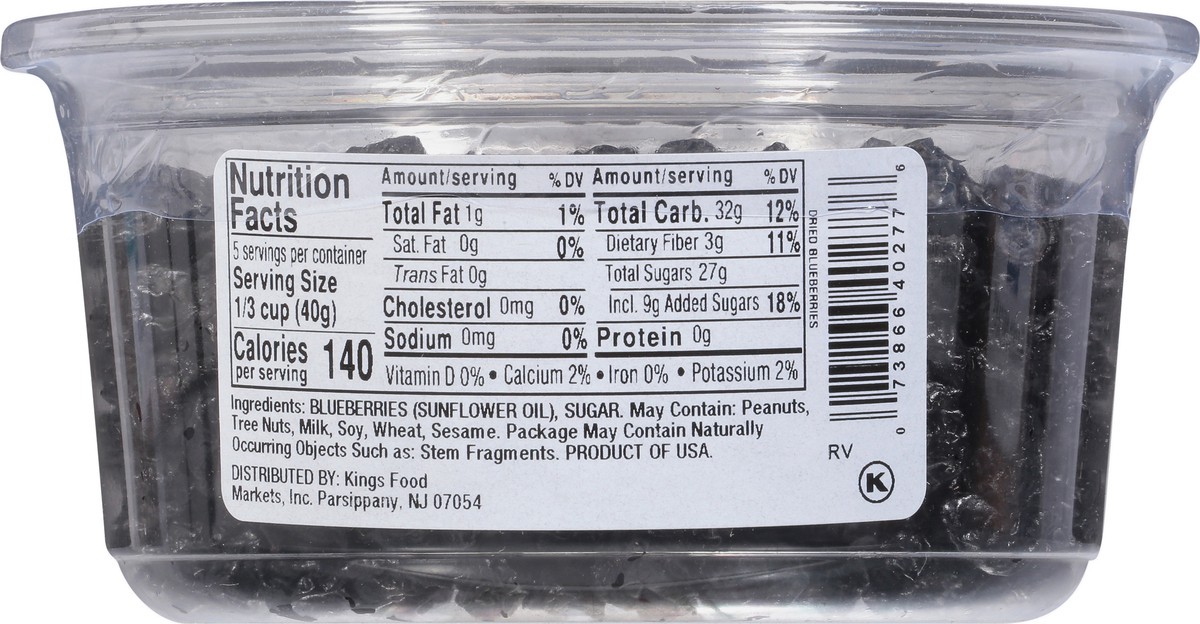 Nutrition
Facts
5 servings per container
Serving Size
1/3 cup (40g)
Calories 140
per serving
Amount/serving % DV
Total Fat 1g 1%
Sat. Fat 0g 0%
Trans Fat 0g
Cholesterol 0mg 0%
Sodium 0mg 0%
Amount/serving % DV
Total Carb. 32g 12%
Dietary Fiber 3g 11%
Total Sugars 27g
Incl. 9g Added Sugars 18%
Protein 0g
Vitamin D 0% • Calcium 2% • Iron 0% • Potassium 2%
Ingredients: BLUEBERRIES (SUNFLOWER OIL), SUGAR. May Contain: Peanuts,
Tree Nuts, Milk, Soy, Wheat, Sesame. Package May Contain Naturally
Occurring Objects Such as: Stem Fragments. PRODUCT OF USA.
DISTRIBUTED BY: Kings Food
Markets, Inc. Parsippany, NJ 07054
DRIED BLUEBERRIES
0 73866 40277 6
RV
K